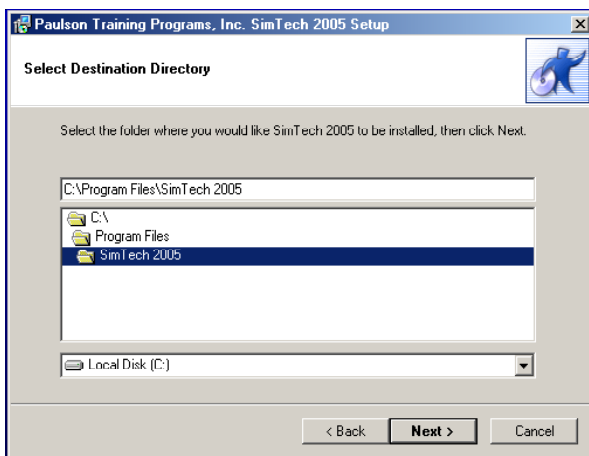 Paulson Training Programs, Inc. SimTech 2005 Setup
Select Destination Directory
Select the folder where you would like SimTech 2005 to be installed, then click Next.
C:\Program Files\SimTech 2005
C:\
Program Files
SimTech 2005
Local Disk (C:)
< Back Next > Cancel